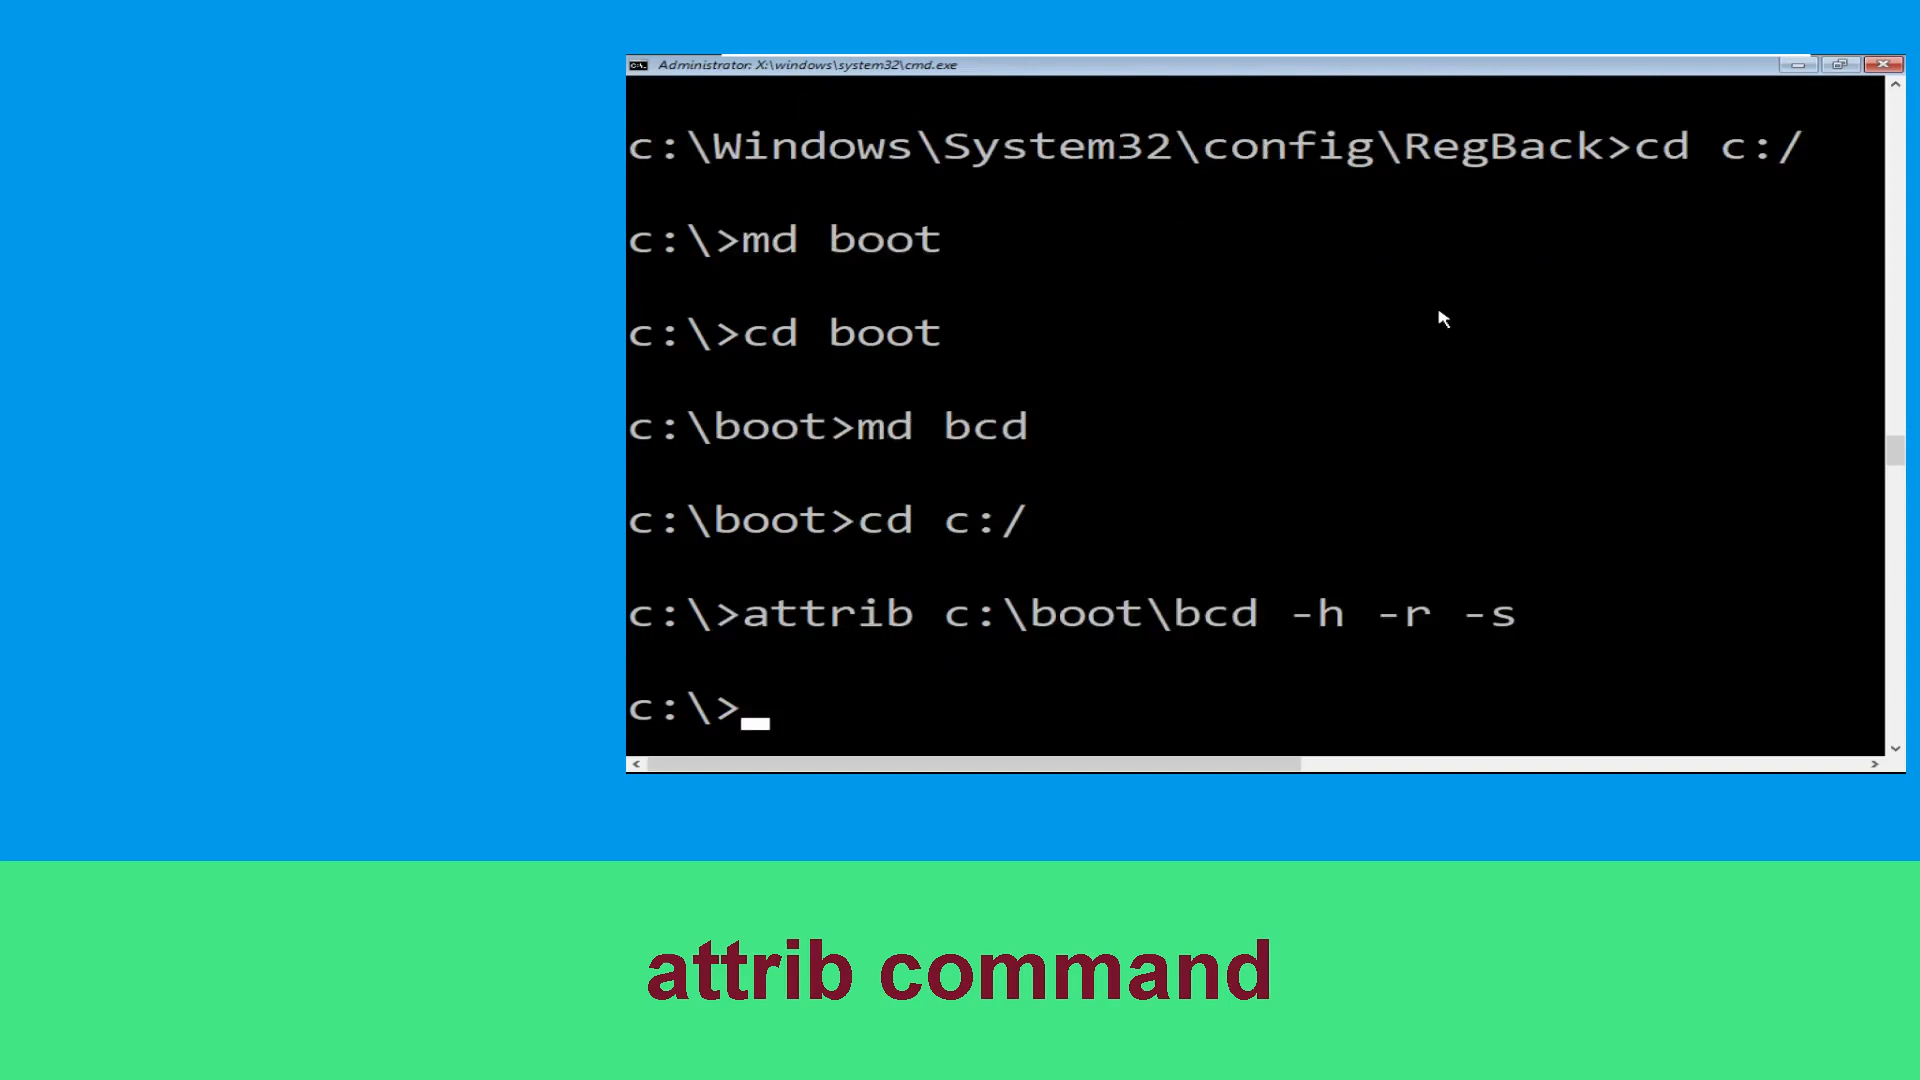 Administrator: X:\windows\system32\cmd.exe
c:\Windows\System32\config\RegBack>cd c:/
c:\>md boot
c:\>cd boot
c:\boot>md bcd
c:\boot>cd c:/
c:\>attrib c:\boot\bcd -h -r -s
c:\>
attrib command